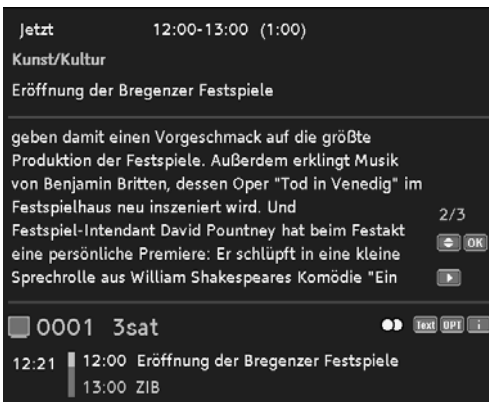 Jetzt 12:00-13:00 (1:00)
Kunst/Kultur
Eröffnung der Bregenzer Festspiele
geben damit einen Vorgeschmack auf die größte
Produktion der Festspiele. Außerdem erklingt Musik
von Benjamin Britten, dessen Oper "Tod in Venedig" im
Festspielhaus neu inszeniert wird. Und
Festspiel-Intendant David Pountney hat beim Festakt
eine persönliche Premiere: Er schlüpft in eine kleine
Sprechrolle aus William Shakespeares Komödie "Ein
2/3
OK
0001 3sat
Text OPT i
12:21 12:00 Eröffnung der Bregenzer Festspiele
13:00 ZIB